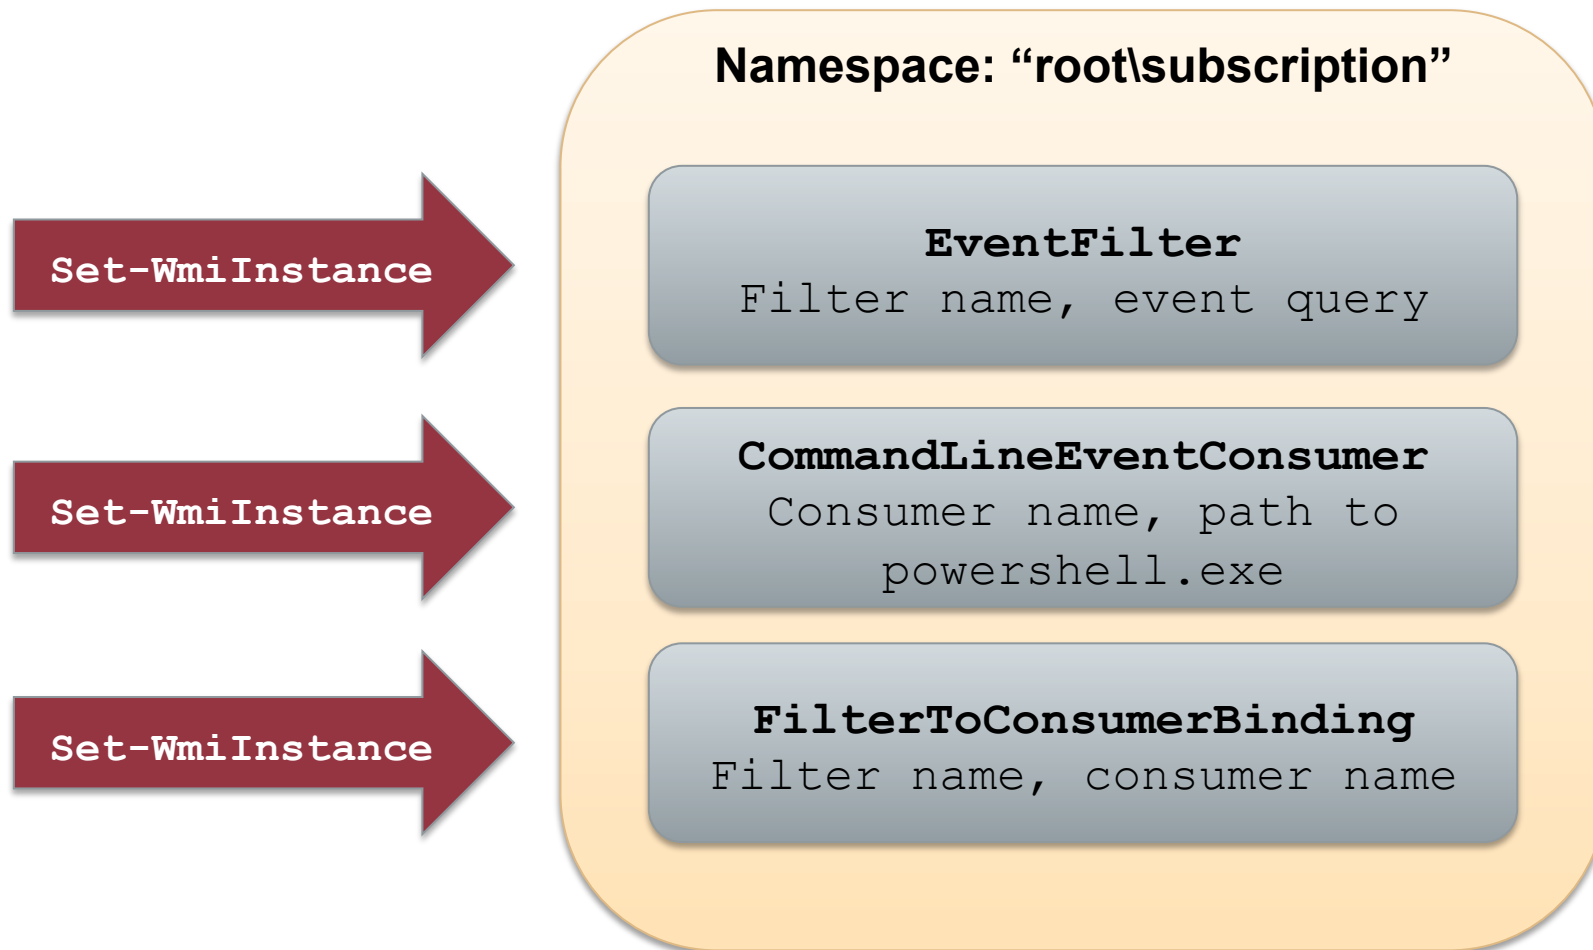 Namespace: “root\subscription”
Set-WmiInstance
EventFilter
Filter name, event query
Set-WmiInstance
CommandLineEventConsumer
Consumer name, path to
powershell.exe
Set-WmiInstance
FilterToConsumerBinding
Filter name, consumer name